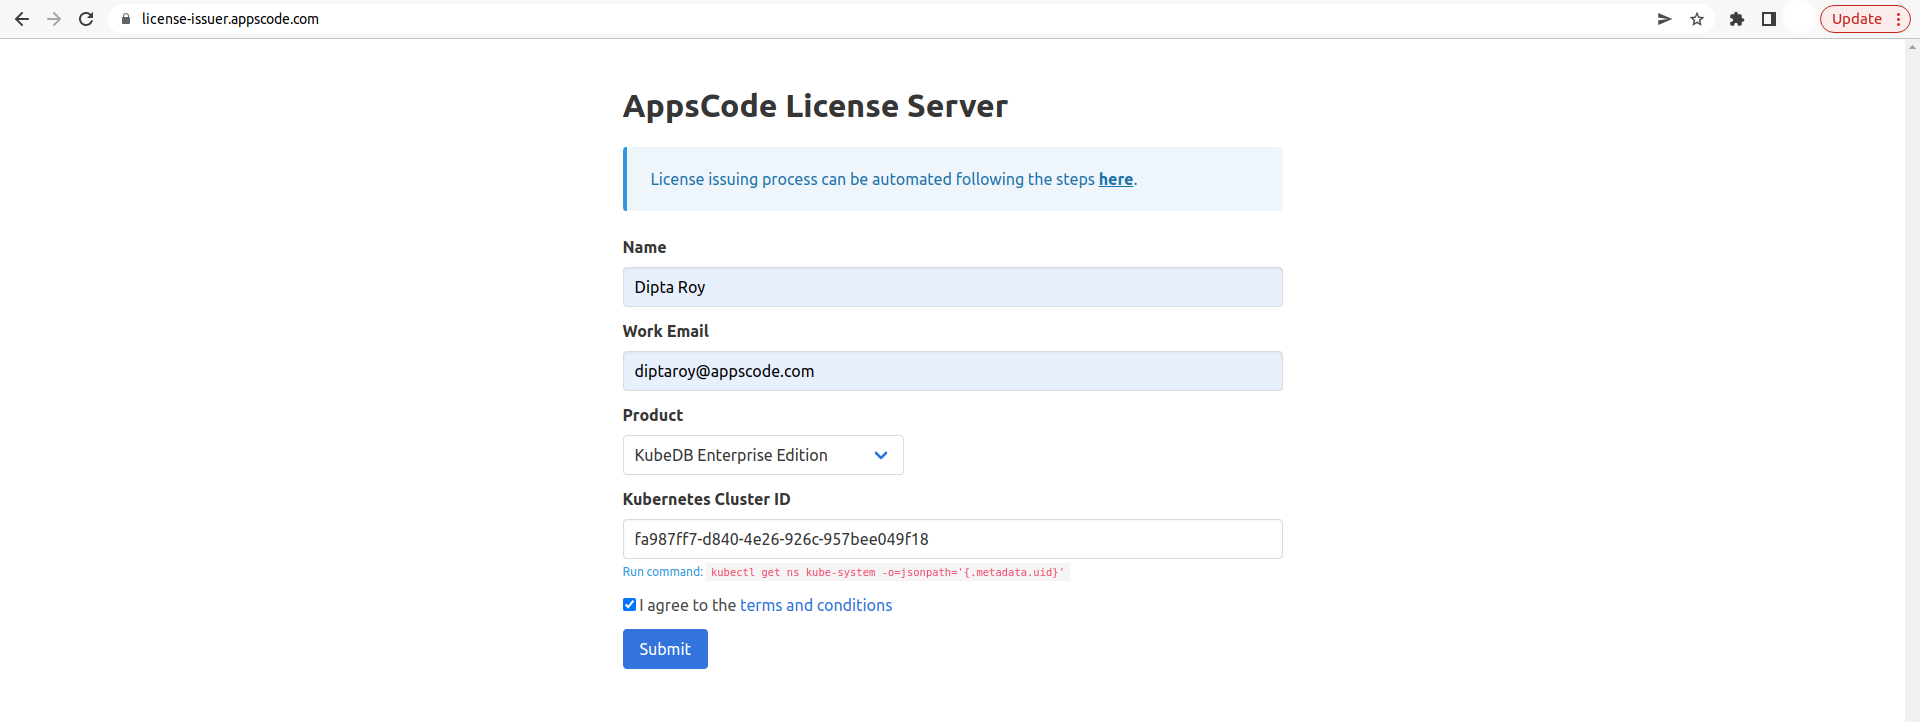 license-issuer.appscode.com
Update
AppsCode License Server
License issuing process can be automated following the steps here.
Name
Dipta Roy
Work Email
diptaroy@appscode.com
Product
KubeDB Enterprise Edition
Kubernetes Cluster ID
fa987ff7-d840-4e26-926c-957bee049f18
Run command: kubectl get ns kube-system -o=jsonpath='{.metadata.uid}'
I agree to the terms and conditions
Submit